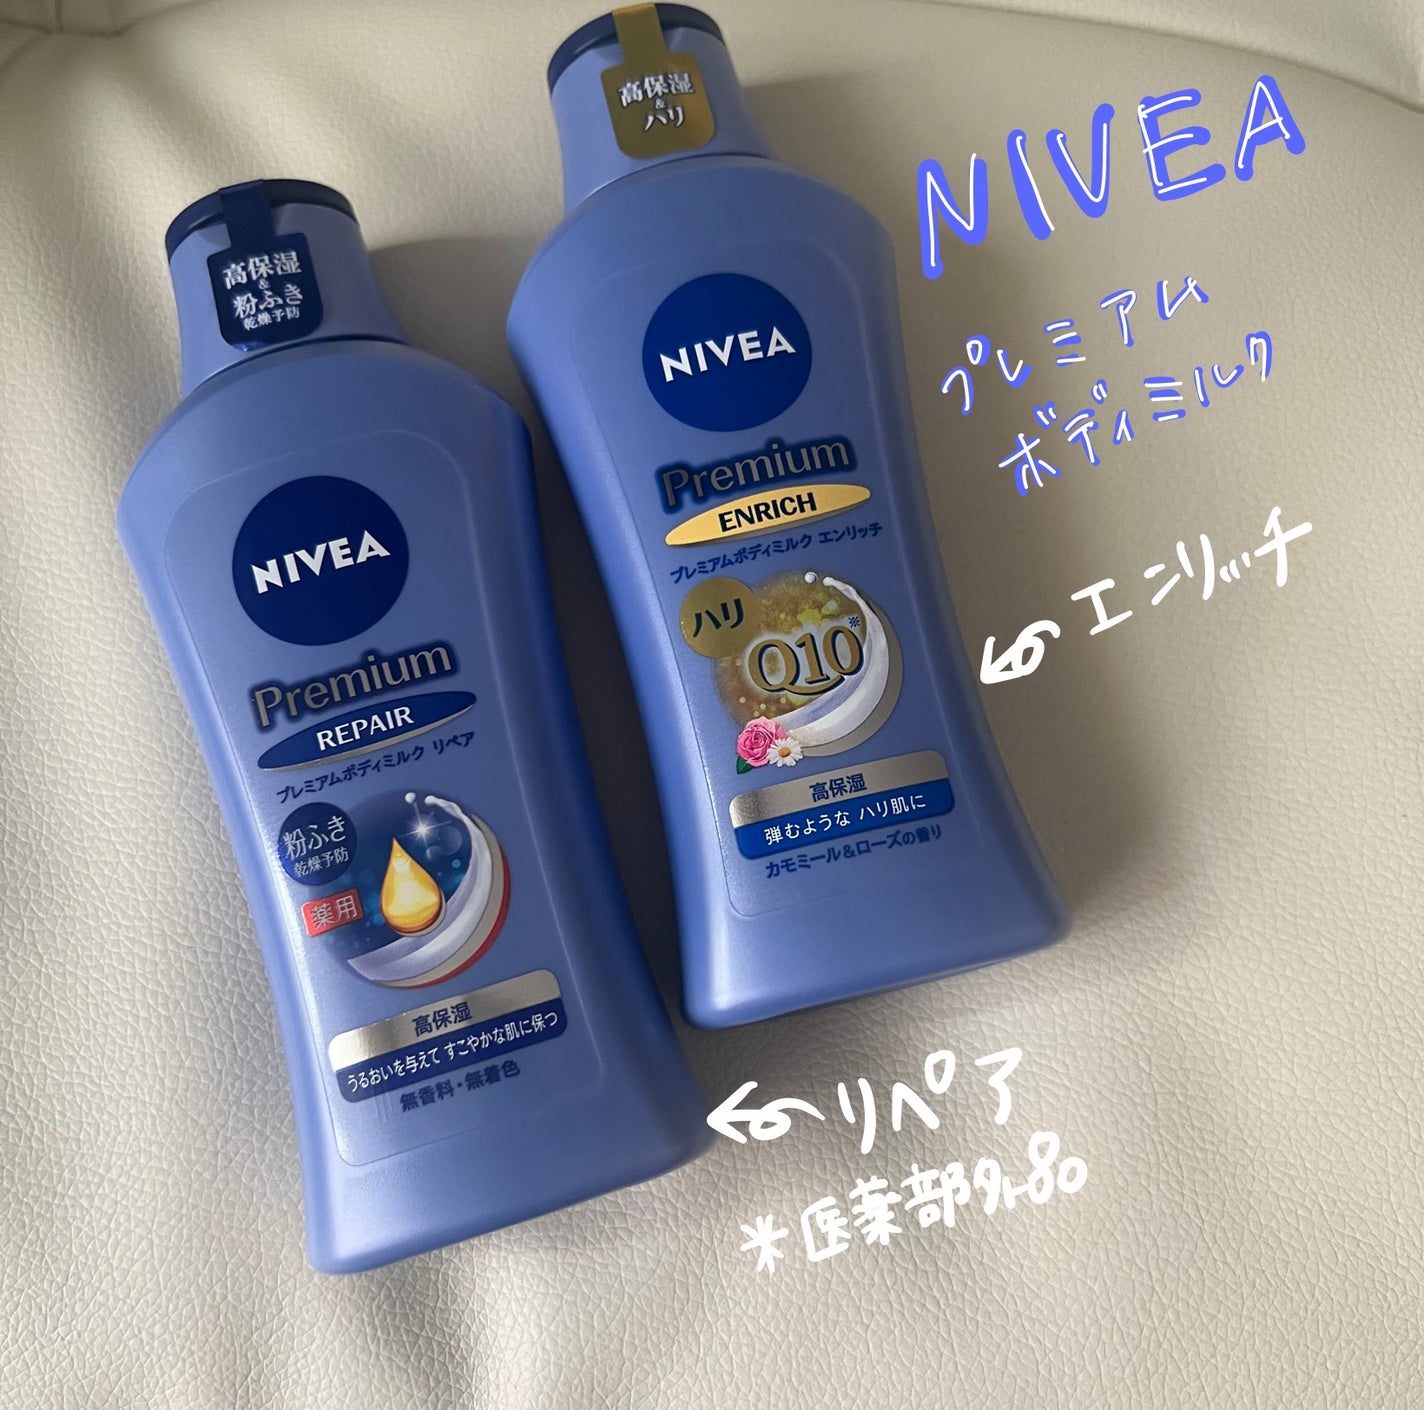 高保湿
&
ハリ
NIVEA
Premium
ENRICH
プレミアムボディミルク エンリッチ
ハリ
Q10※
高保湿
弾むような ハリ肌に
カモミール&ローズの香り
高保湿
&
粉ふき
乾燥予防
NIVEA
Premium
REPAIR
プレミアムボディミルク リペア
粉ふき
乾燥予防
薬用
高保湿
うるおいを与えて すこやかな肌に保つ
無香料・無着色
NIVEA
プレミアム
ボディミルク
エンリッチ
リペア
*医薬部外品